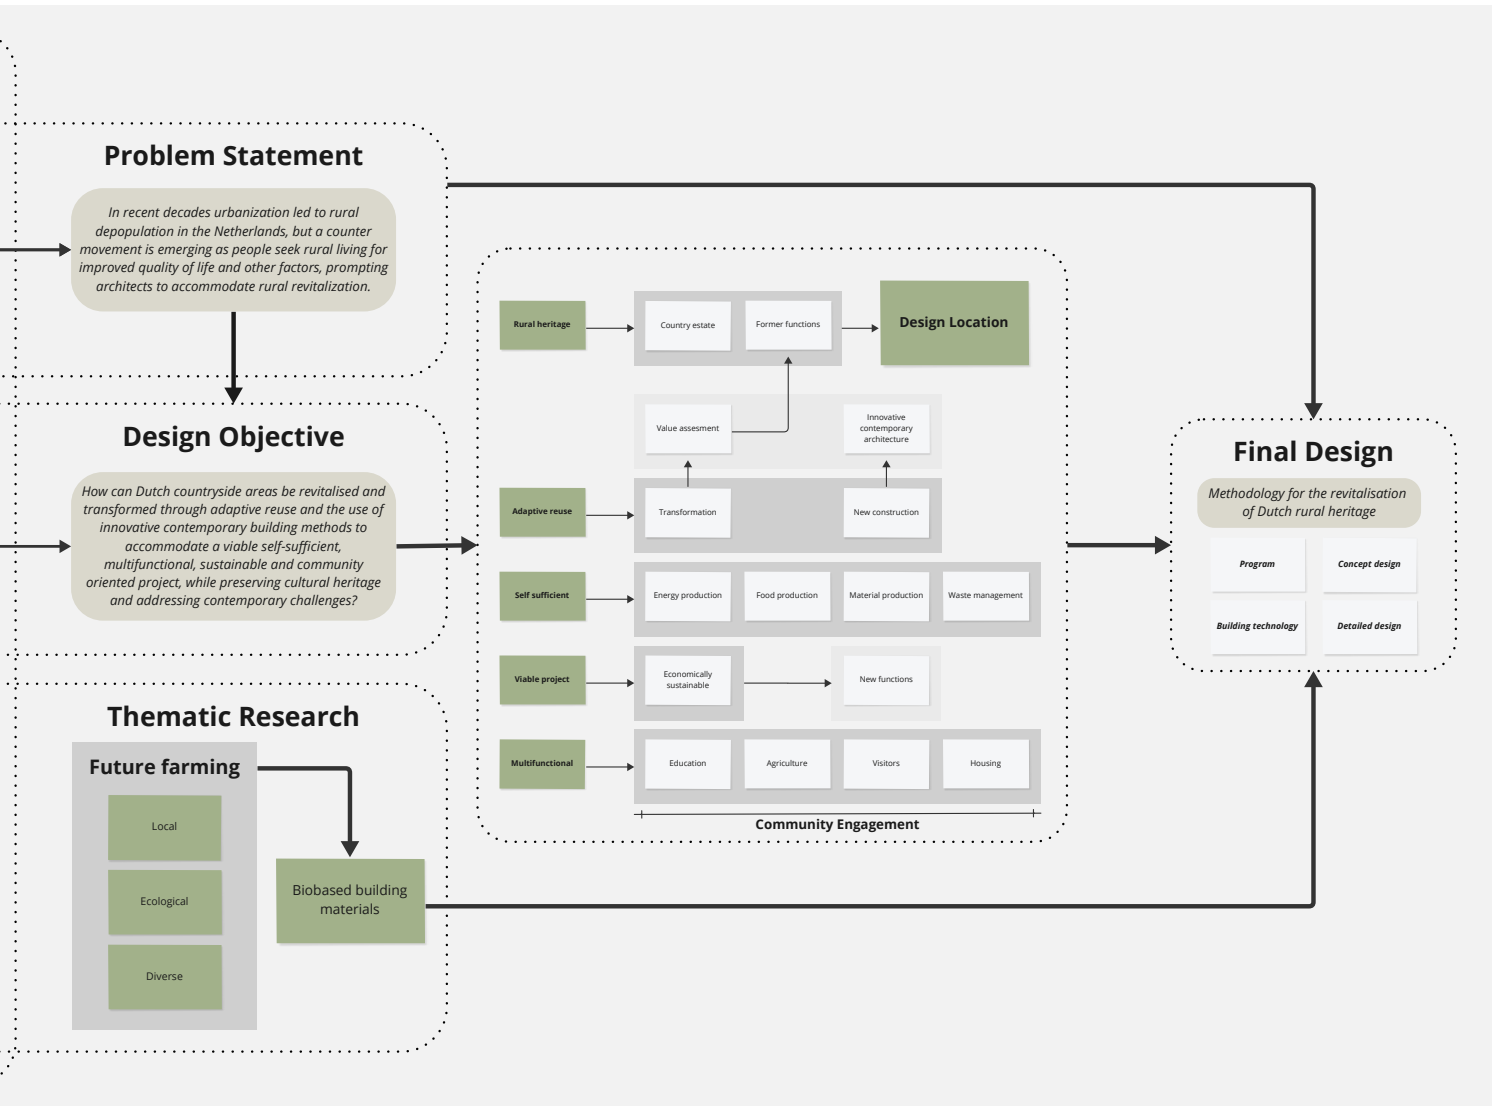 Problem Statement
In recent decades urbanization led to rural
depopulation in the Netherlands, but a counter
movement is emerging as people seek rural living for
improved quality of life and other factors, prompting
architects to accommodate rural revitalization.
Design Objective
How can Dutch countryside areas be revitalised and
transformed through adaptive reuse and the use of
innovative contemporary building methods to
accommodate a viable self-sufficient,
multifunctional, sustainable and community
oriented project, while preserving cultural heritage
and addressing contemporary challenges?
Thematic Research
Future farming
Local
Ecological
Diverse
Biobased building
materials
Rural heritage
Country estate
Former functions
Design Location
Value assesment
Innovative
contemporary
architecture
Adaptive reuse
Transformation
New construction
Self sufficient
Energy production
Food production
Material production
Waste management
Viable project
Economically
sustainable
New functions
Multifunctional
Education
Agriculture
Visitors
Housing
Community Engagement
Final Design
Methodology for the revitalisation
of Dutch rural heritage
Program
Concept design
Building technology
Detailed design